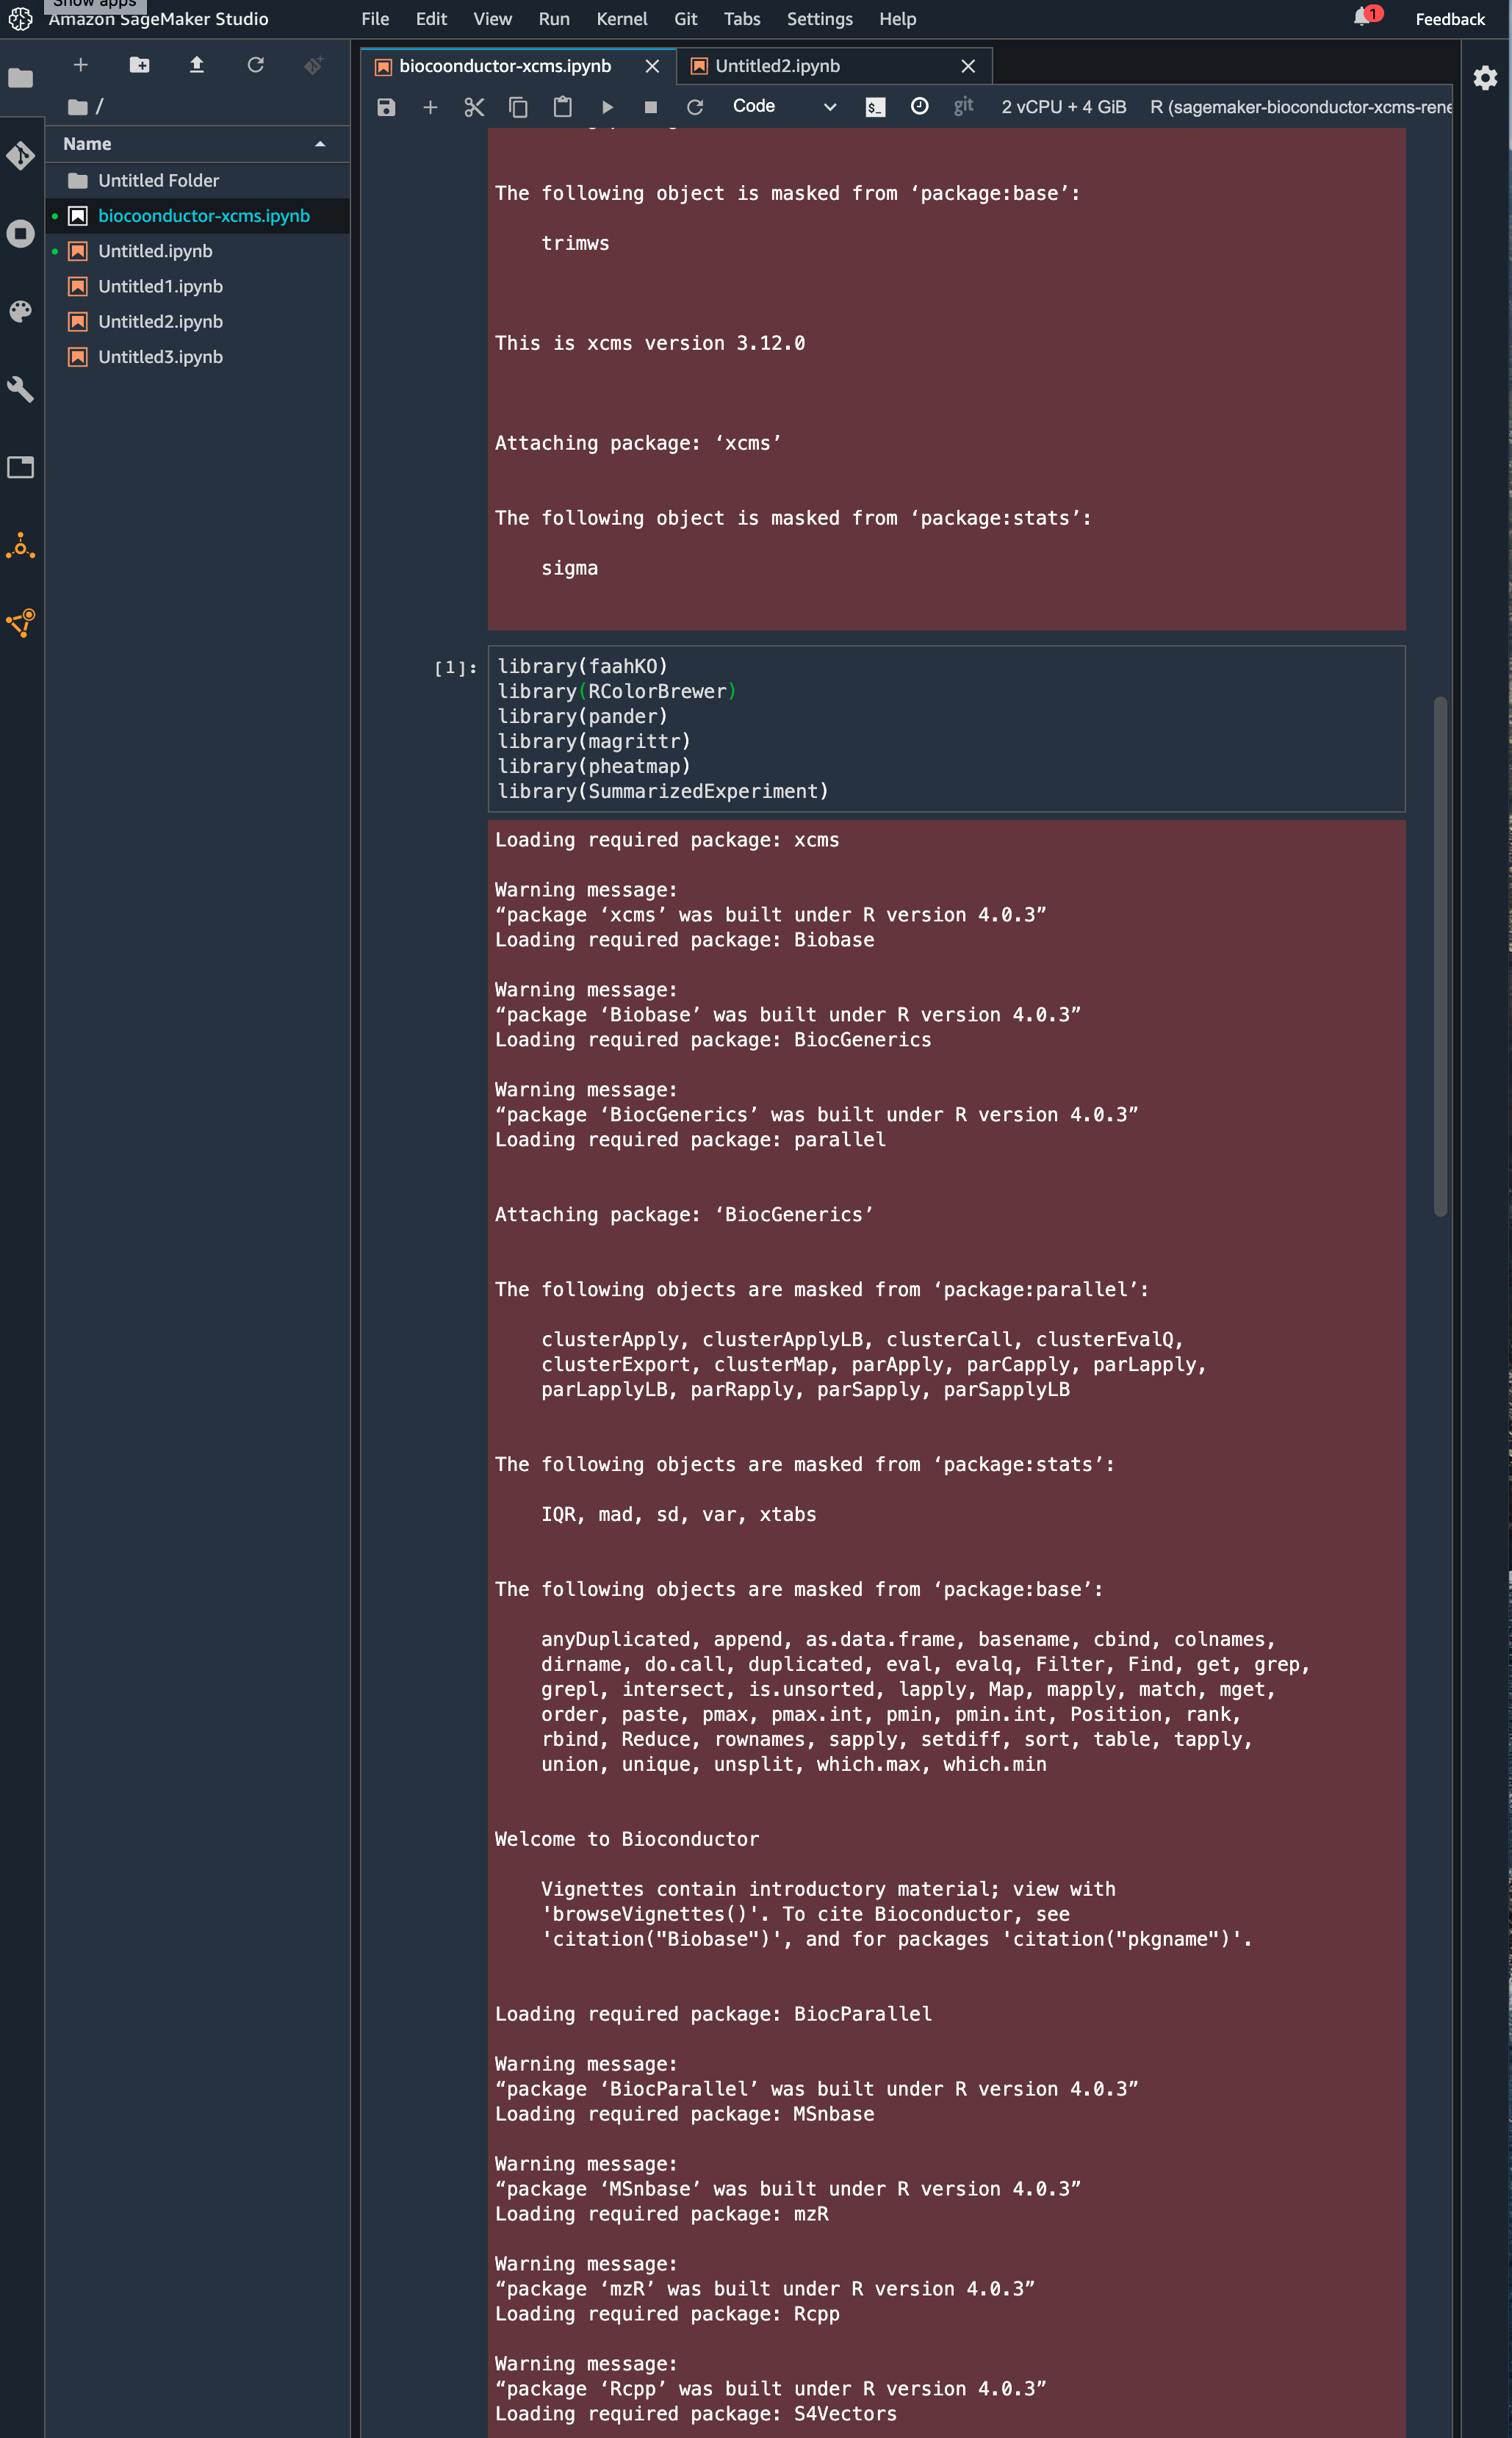 Show apps
Amazon SageMaker Studio
File Edit View Run Kernel Git Tabs Settings Help
1
Feedback
biocoonductor-xcms.ipynb
Untitled2.ipynb
/
Code
$_
git
2 vCPU + 4 GiB
R (sagemaker-bioconductor-xcms-rene
Name
Untitled Folder
biocoonductor-xcms.ipynb
Untitled.ipynb
Untitled1.ipynb
Untitled2.ipynb
Untitled3.ipynb
The following object is masked from ‘package:base’:
trimws
This is xcms version 3.12.0
Attaching package: ‘xcms’
The following object is masked from ‘package:stats’:
sigma
[1]:
library(faahKO)
library(RColorBrewer)
library(pander)
library(magrittr)
library(pheatmap)
library(SummarizedExperiment)
Loading required package: xcms
Warning message:
“package ‘xcms’ was built under R version 4.0.3”
Loading required package: Biobase
Warning message:
“package ‘Biobase’ was built under R version 4.0.3”
Loading required package: BiocGenerics
Warning message:
“package ‘BiocGenerics’ was built under R version 4.0.3”
Loading required package: parallel
Attaching package: ‘BiocGenerics’
The following objects are masked from ‘package:parallel’:
clusterApply, clusterApplyLB, clusterCall, clusterEvalQ,
clusterExport, clusterMap, parApply, parCapply, parLapply,
parLapplyLB, parRapply, parSapply, parSapplyLB
The following objects are masked from ‘package:stats’:
IQR, mad, sd, var, xtabs
The following objects are masked from ‘package:base’:
anyDuplicated, append, as.data.frame, basename, cbind, colnames,
dirname, do.call, duplicated, eval, evalq, Filter, Find, get, grep,
grepl, intersect, is.unsorted, lapply, Map, mapply, match, mget,
order, paste, pmax, pmax.int, pmin, pmin.int, Position, rank,
rbind, Reduce, rownames, sapply, setdiff, sort, table, tapply,
union, unique, unsplit, which.max, which.min
Welcome to Bioconductor
Vignettes contain introductory material; view with
'browseVignettes()'. To cite Bioconductor, see
'citation("Biobase")', and for packages 'citation("pkgname")'.
Loading required package: BiocParallel
Warning message:
“package ‘BiocParallel’ was built under R version 4.0.3”
Loading required package: MSnbase
Warning message:
“package ‘MSnbase’ was built under R version 4.0.3”
Loading required package: mzR
Warning message:
“package ‘mzR’ was built under R version 4.0.3”
Loading required package: Rcpp
Warning message:
“package ‘Rcpp’ was built under R version 4.0.3”
Loading required package: S4Vectors